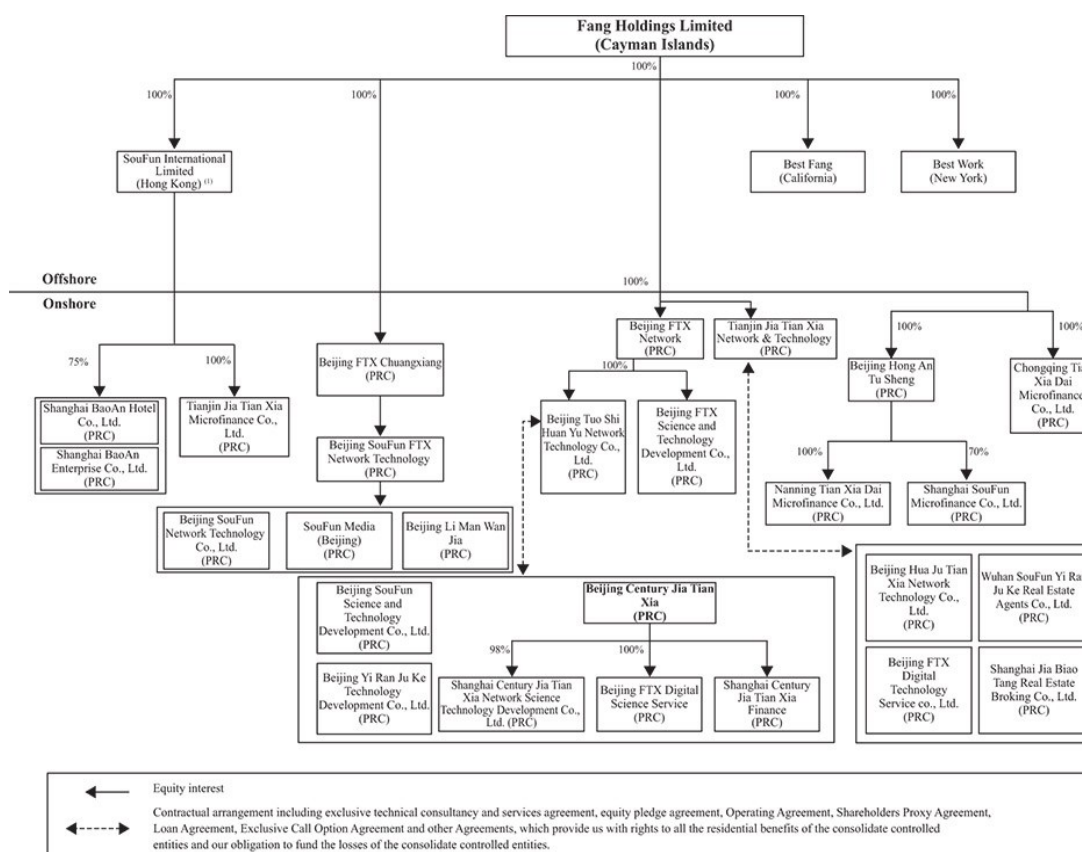 Fang Holdings Limited
(Cayman Islands)
100%
100%
100%
100%
100%
SouFun International
Limited
(Hong Kong) (1)
Best Fang
(California)
Best Work
(New York)
Offshore
100%
Onshore
Beijing FTX
Network
(PRC)
Tianjin Jia Tian Xia
Network & Technology
(PRC)
75%
100%
100%
100%
Beijing FTX Chuangxiang
(PRC)
100%
Beijing Hong An
Tu Sheng
(PRC)
Chongqing Tia
Xia Dai
Microfinance
Co., Ltd.
(PRC)
Shanghai BaoAn Hotel
Co., Ltd.
(PRC)
Shanghai BaoAn
Enterprise Co., Ltd.
(PRC)
Tianjin Jia Tian Xia
Microfinance Co.,
Ltd.
(PRC)
Beijing SouFun FTX
Network Technology
(PRC)
Beijing Tuo Shi
Huan Yu Network
Technology Co.,
Ltd.
(PRC)
Beijing FTX
Science and
Technology
Development Co.,
Ltd.
(PRC)
100%
70%
Nanning Tian Xia Dai
Microfinance Co., Ltd.
(PRC)
Shanghai SouFun
Microfinance Co., Ltd.
(PRC)
Beijing SouFun
Network Technology
Co., Ltd.
(PRC)
SouFun Media
(Beijing)
(PRC)
Beijing Li Man Wan
Jia
(PRC)
Beijing SouFun
Science and
Technology
Development Co., Ltd.
(PRC)
Beijing Century Jia Tian
Xia
(PRC)
Beijing Yi Ran Ju Ke
Technology
Development Co., Ltd.
(PRC)
98%
100%
Shanghai Century Jia Tian
Xia Network Science
Technology Development Co.,
Ltd. (PRC)
Beijing FTX Digital
Science Service
(PRC)
Shanghai Century
Jia Tian Xia
Finance
(PRC)
Beijing Hua Ju Tian
Xia Network
Technology Co.,
Ltd.
(PRC)
Wuhan SouFun Yi Ran
Ju Ke Real Estate
Agents Co., Ltd.
(PRC)
Beijing FTX
Digital
Technology
Service co., Ltd.
(PRC)
Shanghai Jia Biao
Tang Real Estate
Broking Co., Ltd.
(PRC)
Equity interest
Contractual arrangement including exclusive technical consultancy and services agreement, equity pledge agreement, Operating Agreement, Shareholders Proxy Agreement,
Loan Agreement, Exclusive Call Option Agreement and other Agreements, which provide us with rights to all the residential benefits of the consolidate controlled
entities and our obligation to fund the losses of the consolidate controlled entities.